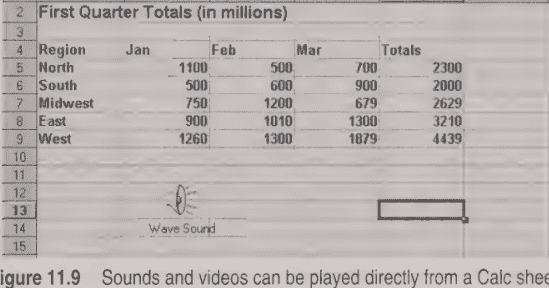 2 First Quarter Totals (in millions)
3
4 Region Jan Feb Mar Totals
5 North 1100 500 700 2300
6 South 500 600 900 2000
7 Midwest 750 1200 679 2629
8 East 900 1010 1300 3210
9 West 1260 1300 1879 4439
10
11
12
13
14 Wave Sound
15
igure 11.9 Sounds and videos can be played directly from a Calc shee